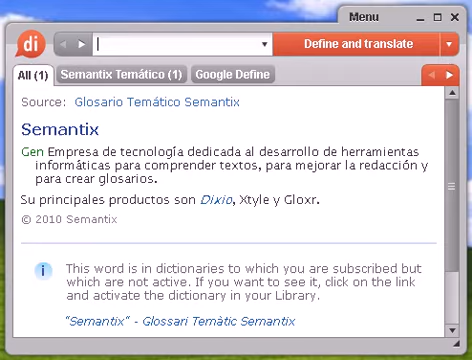 Menu
di
Define and translate
All (1)
Semantix Temático (1)
Google Define
Source: Glosario Temático Semantix
Semantix
Gen Empresa de tecnología dedicada al desarrollo de herramientas
informáticas para comprender textos, para mejorar la redacción y
para crear glosarios.
Su principales productos son Dixio, Xtyle y Gloxr.
© 2010 Semantix
i
This word is in dictionaries to which you are subscribed but
which are not active. If you want to see it, click on the link
and activate the dictionary in your Library.
"Semantix" - Glossari Temàtic Semantix